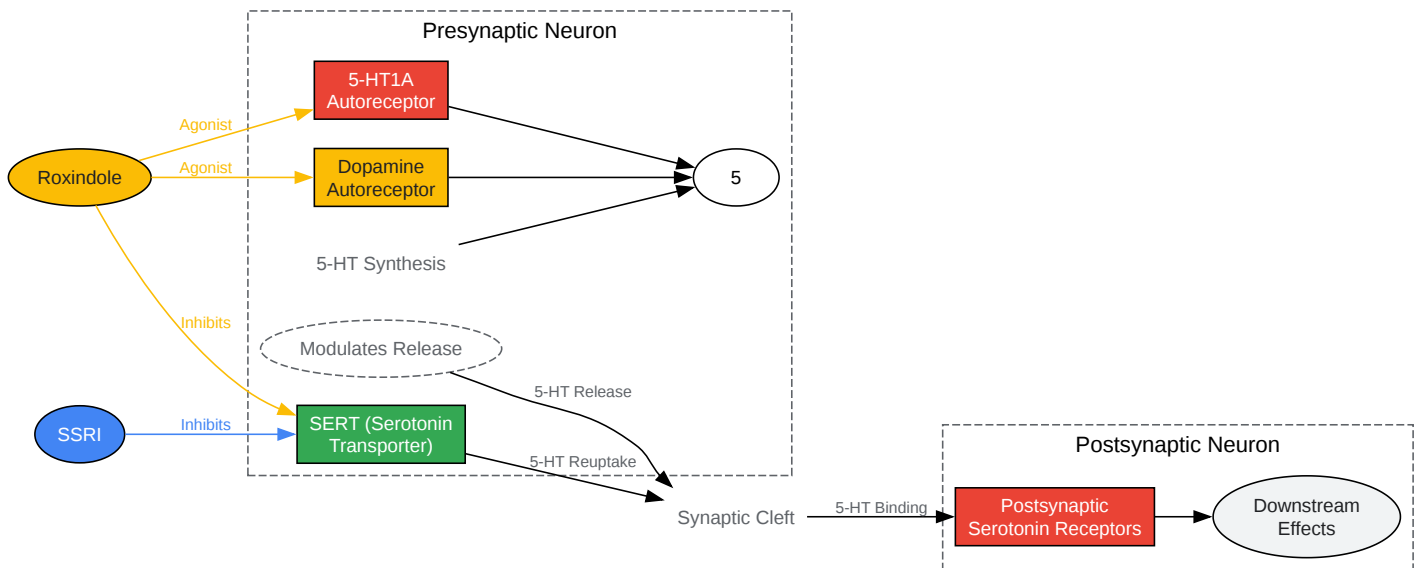 Presynaptic Neuron
5-HT1A
Autoreceptor
Agonist
Roxindole
Agonist
Dopamine
Autoreceptor
5
5-HT Synthesis
Inhibits
Modulates Release
5-HT Release
SSRI
Inhibits
SERT (Serotonin
Transporter)
5-HT Reuptake
Synaptic Cleft
5-HT Binding
Postsynaptic Neuron
Postsynaptic
Serotonin Receptors
Downstream
Effects